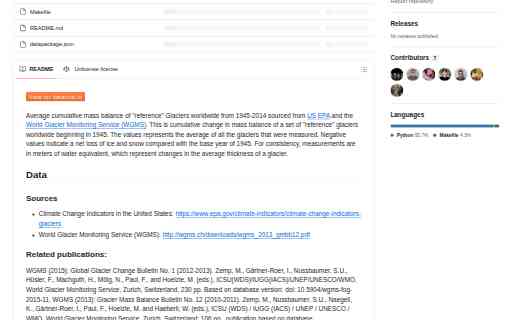 Report repository
Makefile
README.md
datapackage.json
Releases
No releases published
Contributors 7
README
Unlicense license
Average cumulative mass balance of "reference" Glaciers worldwide from 1945-2014 sourced from US EPA and the
World Glacier Monitoring Service (WGMS). This is cumulative change in mass balance of a set of "reference" glaciers
worldwide beginning in 1945. The values represents the average of all the glaciers that were measured. Negative
values indicate a net loss of ice and snow compared with the base year of 1945. For consistency, measurements are
in meters of water equivalent, which represent changes in the average thickness of a glacier.
Languages
Python 95.7% Makefile 4.3%
Data
Sources
Climate Change Indicators in the United States: https://www.epa.gov/climate-indicators/climate-change-indicators-
glaciers
World Glacier Monitoring Service (WGMS): http://wgms.ch/downloads/wgms_2013_gmbb12.pdf
Related publications:
WGMS (2015): Global Glacier Change Bulletin No. 1 (2012-2013). Zemp, M., Gärtner-Roer, I., Nussbaumer, S.U.,
Hüsler, F., Machguth, H., Mölg, N., Paul, F., and Hoelzle, M. (eds.), ICSU(WDS)/IUGG(IACS)/UNEP/UNESCO/WMO,
World Glacier Monitoring Service, Zurich, Switzerland, 230 pp. Based on database version: doi:10.5904/wgms-fog-
2015-11. WGMS (2013): Glacier Mass Balance Bulletin No. 12 (2010-2011). Zemp, M., Nussbaumer, S.U., Naegeli,
K., Gärtner-Roer, I., Paul, F., Hoelzle, M. and Haeberli, W. (eds.), ICSU (WDS) / IUGG (IACS) / UNEP / UNESCO /
WMO, World Glacier Monitoring Service, Zurich, Switzerland: 106 pp., publication based on database